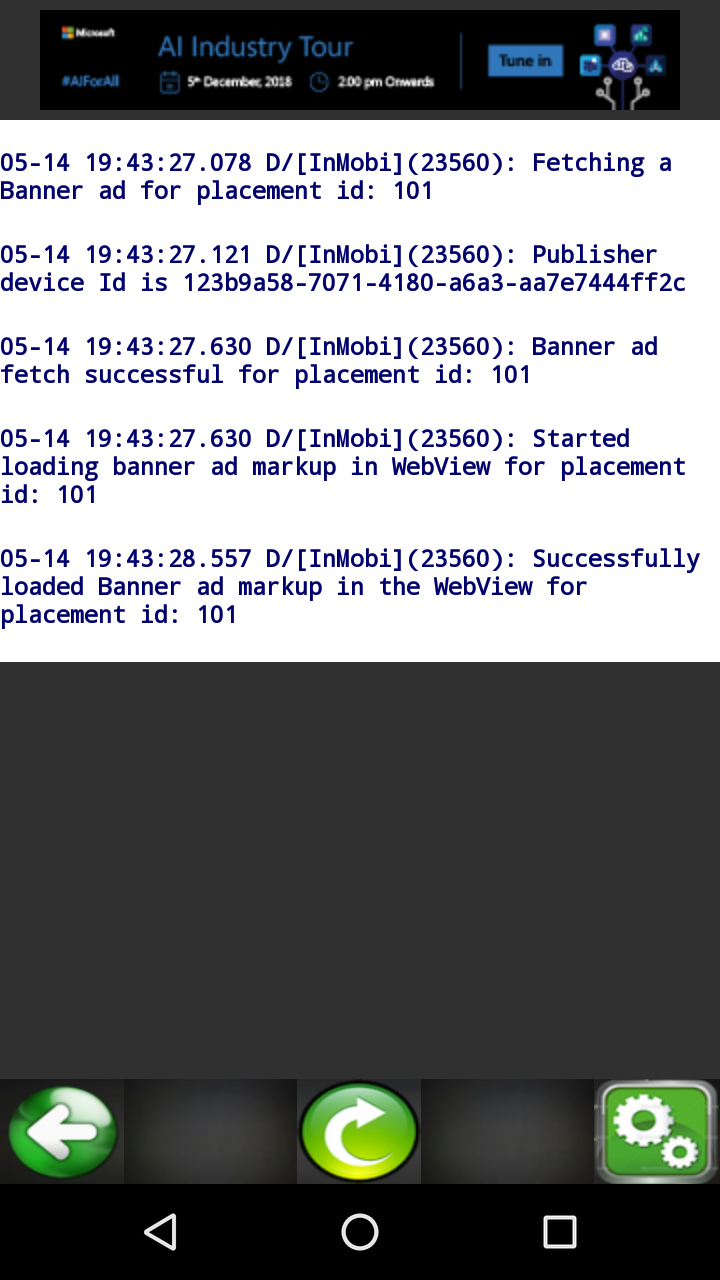 Microsoft
AI Industry Tour
Tune in
#AIForAll
5th December, 2018
2:00 pm Onwards
05-14 19:43:27.078 D/[InMobi](23560): Fetching a
Banner ad for placement id: 101
05-14 19:43:27.121 D/[InMobi](23560): Publisher
device Id is 123b9a58-7071-4180-a6a3-aa7e7444ff2c
05-14 19:43:27.630 D/[InMobi](23560): Banner ad
fetch successful for placement id: 101
05-14 19:43:27.630 D/[InMobi](23560): Started
loading banner ad markup in WebView for placement
id: 101
05-14 19:43:28.557 D/[InMobi](23560): Successfully
loaded Banner ad markup in the WebView for
placement id: 101